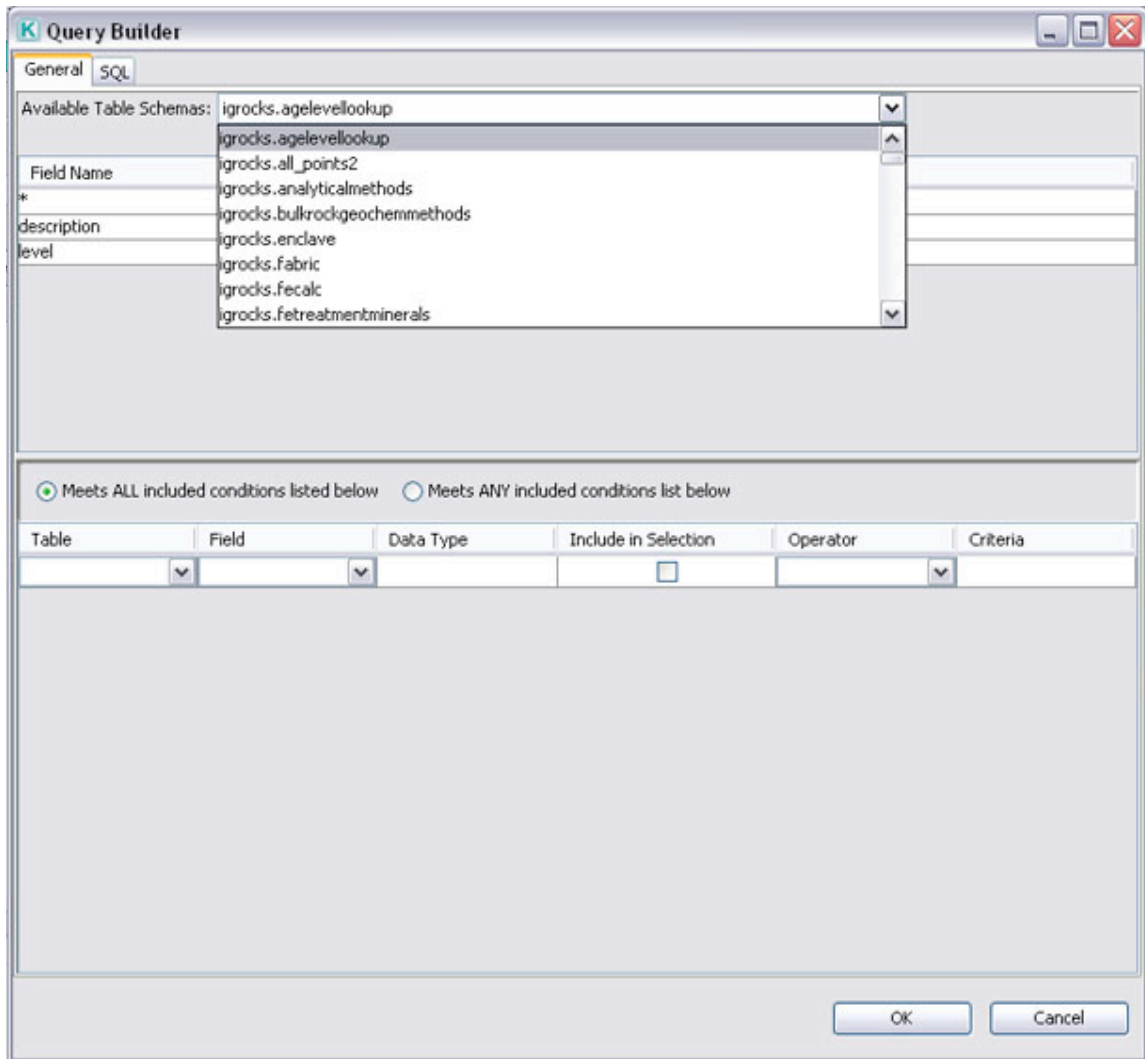 K Query Builder
General SQL
Available Table Schemas: igrocks.agelevellookup
igrocks.agelevellookup
igrocks.all_points2
igrocks.analyticalmethods
igrocks.bulkrockgeochemmethods
igrocks.enclave
igrocks.fabric
igrocks.fecalc
igrocks.fetreatmentminerals
Field Name
*
description
level
Meets ALL included conditions listed below Meets ANY included conditions list below
Table Field Data Type Include in Selection Operator Criteria
OK Cancel